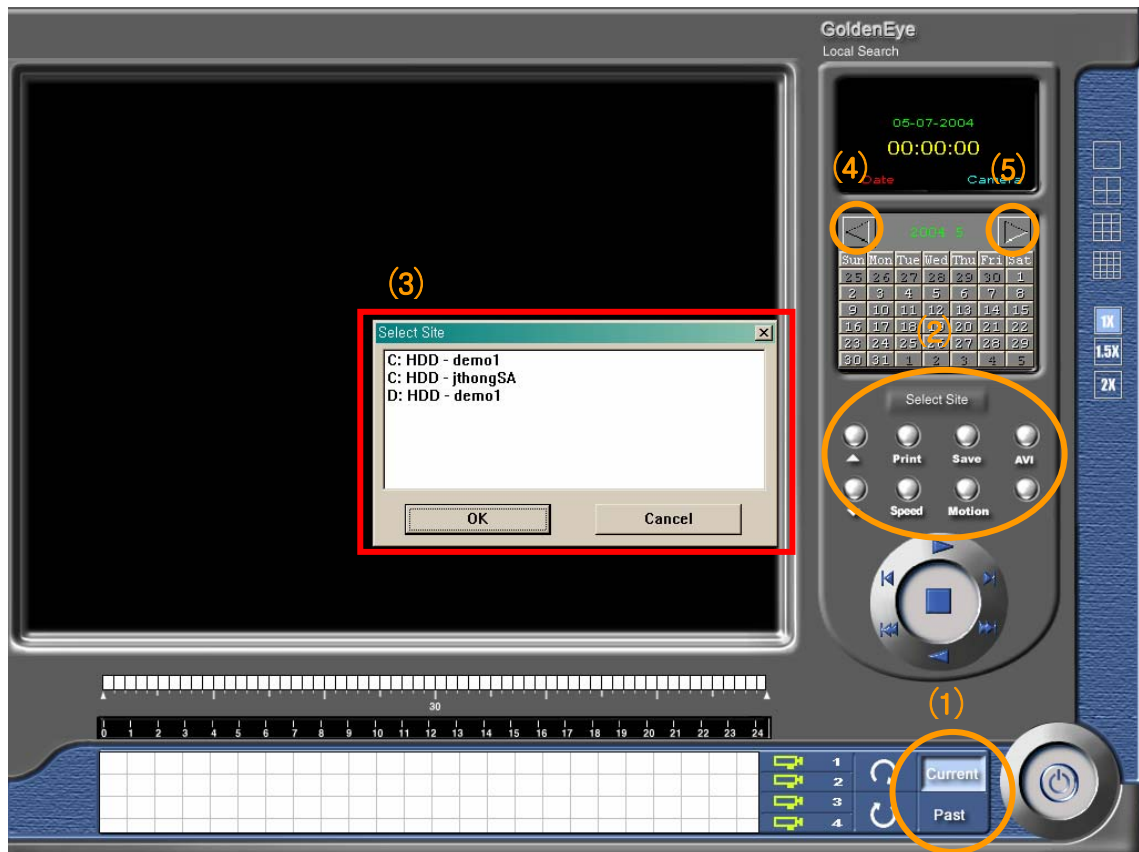 GoldenEye
Local Search
05-07-2004
00:00:00
(4)
(5)
Date Camera
2004 5
Sun Mon Tue Wed Thu Fri Sat
25 26 27 28 29 30 1
2 3 4 5 6 7 8
9 10 11 12 13 14 15
16 17 18 19 20 21 22
(2)
23 24 25 26 27 28 29
30 31 1 2 3 4 5
1X
1.5X
2X
(3)
Select Site
C: HDD - demo1
C: HDD - jthongSA
D: HDD - demo1
OK Cancel
Select Site
Print Save AVI
Speed Motion
30
0 1 2 3 4 5 6 7 8 9 10 11 12 13 14 15 16 17 18 19 20 21 22 23 24
(1)
1
2
3
4
Current
Past